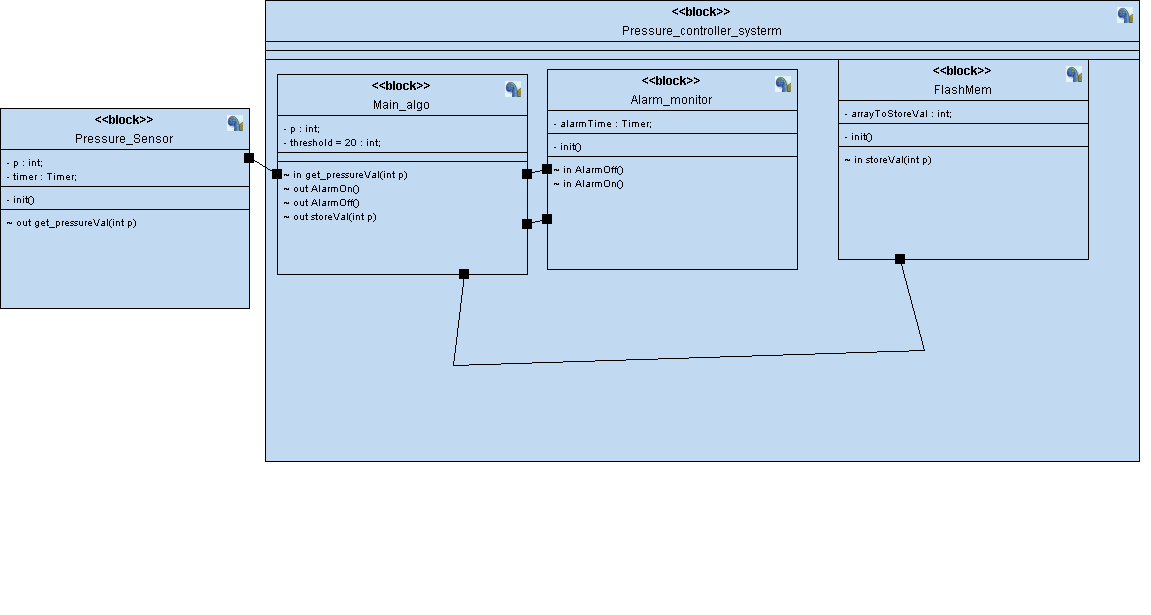 <<block>>
Pressure_controller_systerm
<<block>>
Pressure_Sensor
- p : int;
- timer : Timer;
- init()
~ out get_pressureVal(int p)
<<block>>
Main_algo
- p : int;
- threshold = 20 : int;
~ in get_pressureVal(int p)
~ out AlarmOn()
~ out AlarmOff()
~ out storeVal(int p)
<<block>>
Alarm_monitor
- alarmTime : Timer;
- init()
~ in AlarmOff()
~ in AlarmOn()
<<block>>
FlashMem
- arrayToStoreVal : int;
- init()
~ in storeVal(int p)